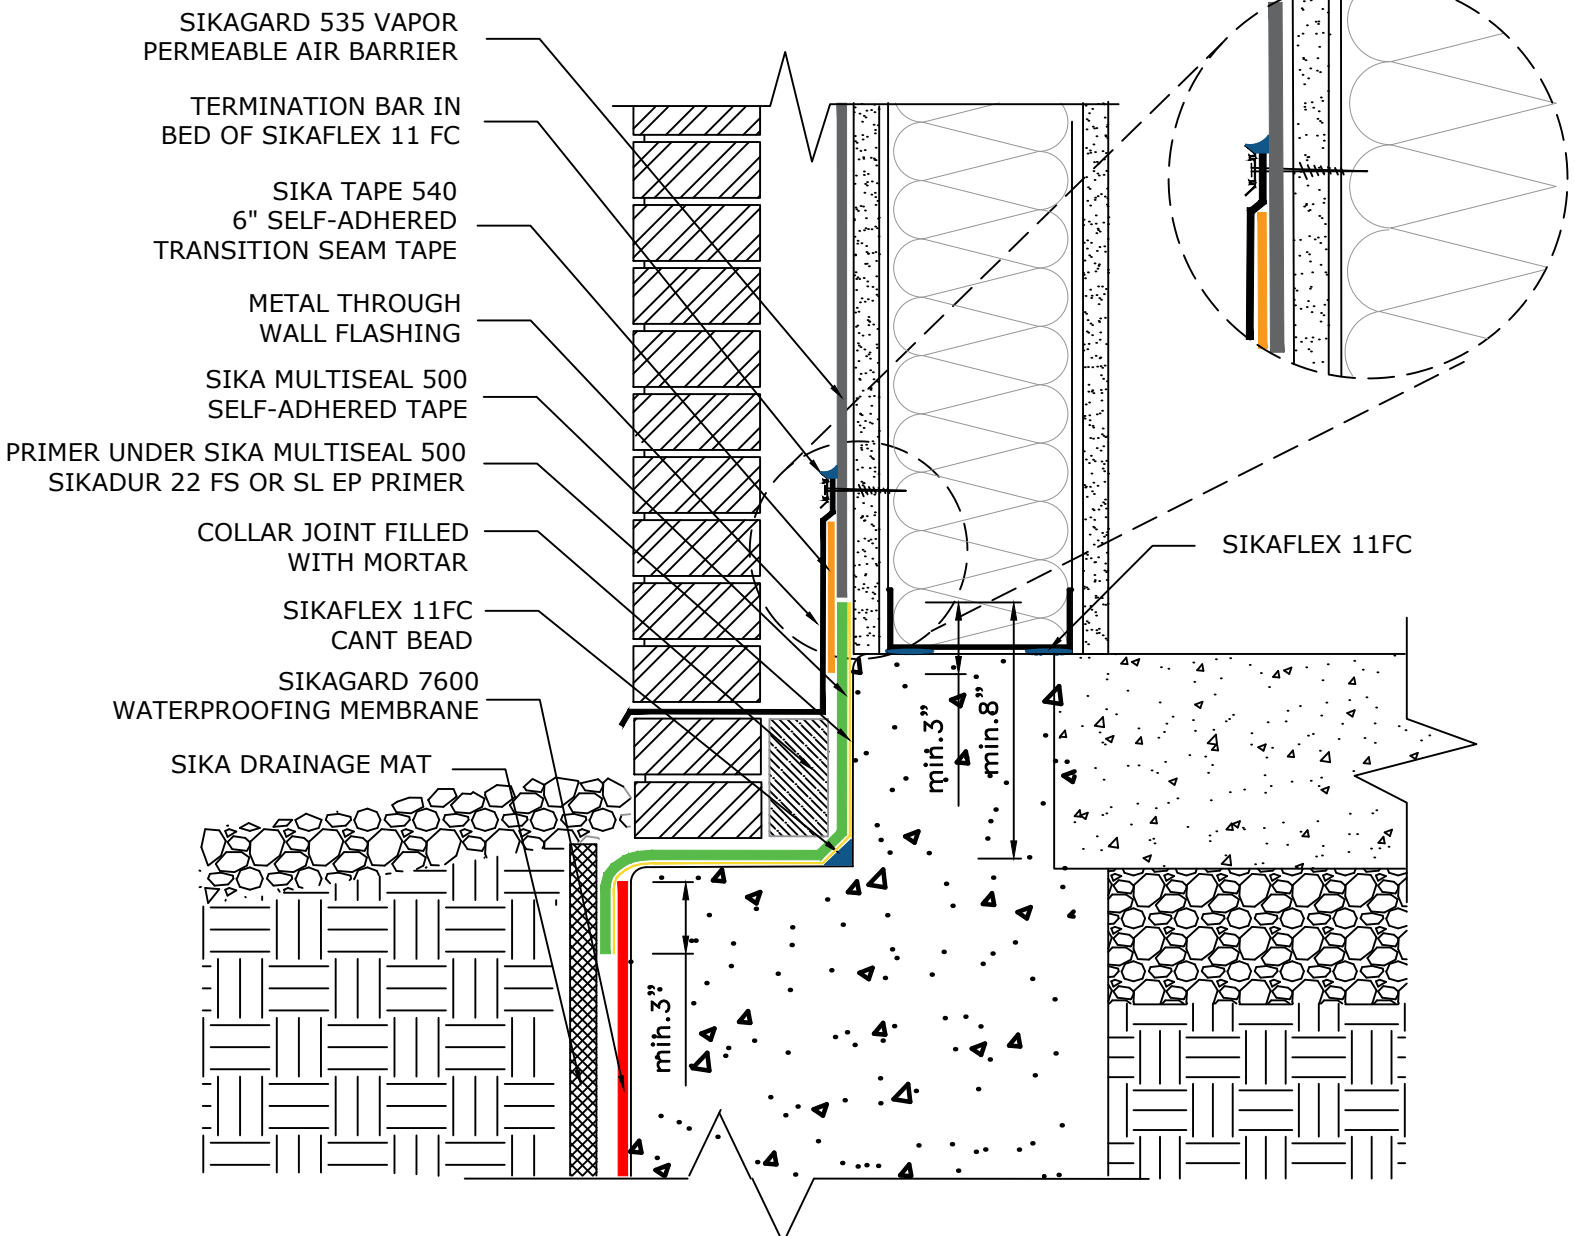 SIKAGARD 535 VAPOR
PERMEABLE AIR BARRIER
TERMINATION BAR IN
BED OF SIKAFLEX 11 FC
SIKA TAPE 540
6" SELF-ADHERED
TRANSITION SEAM TAPE
METAL THROUGH
WALL FLASHING
SIKA MULTISEAL 500
SELF-ADHERED TAPE
PRIMER UNDER SIKA MULTISEAL 500
SIKADUR 22 FS OR SL EP PRIMER
COLLAR JOINT FILLED
WITH MORTAR
SIKAFLEX 11FC
CANT BEAD
SIKAGARD 7600
WATERPROOFING MEMBRANE
SIKA DRAINAGE MAT
SIKAFLEX 11FC
min.3”
min.8”
min.3”